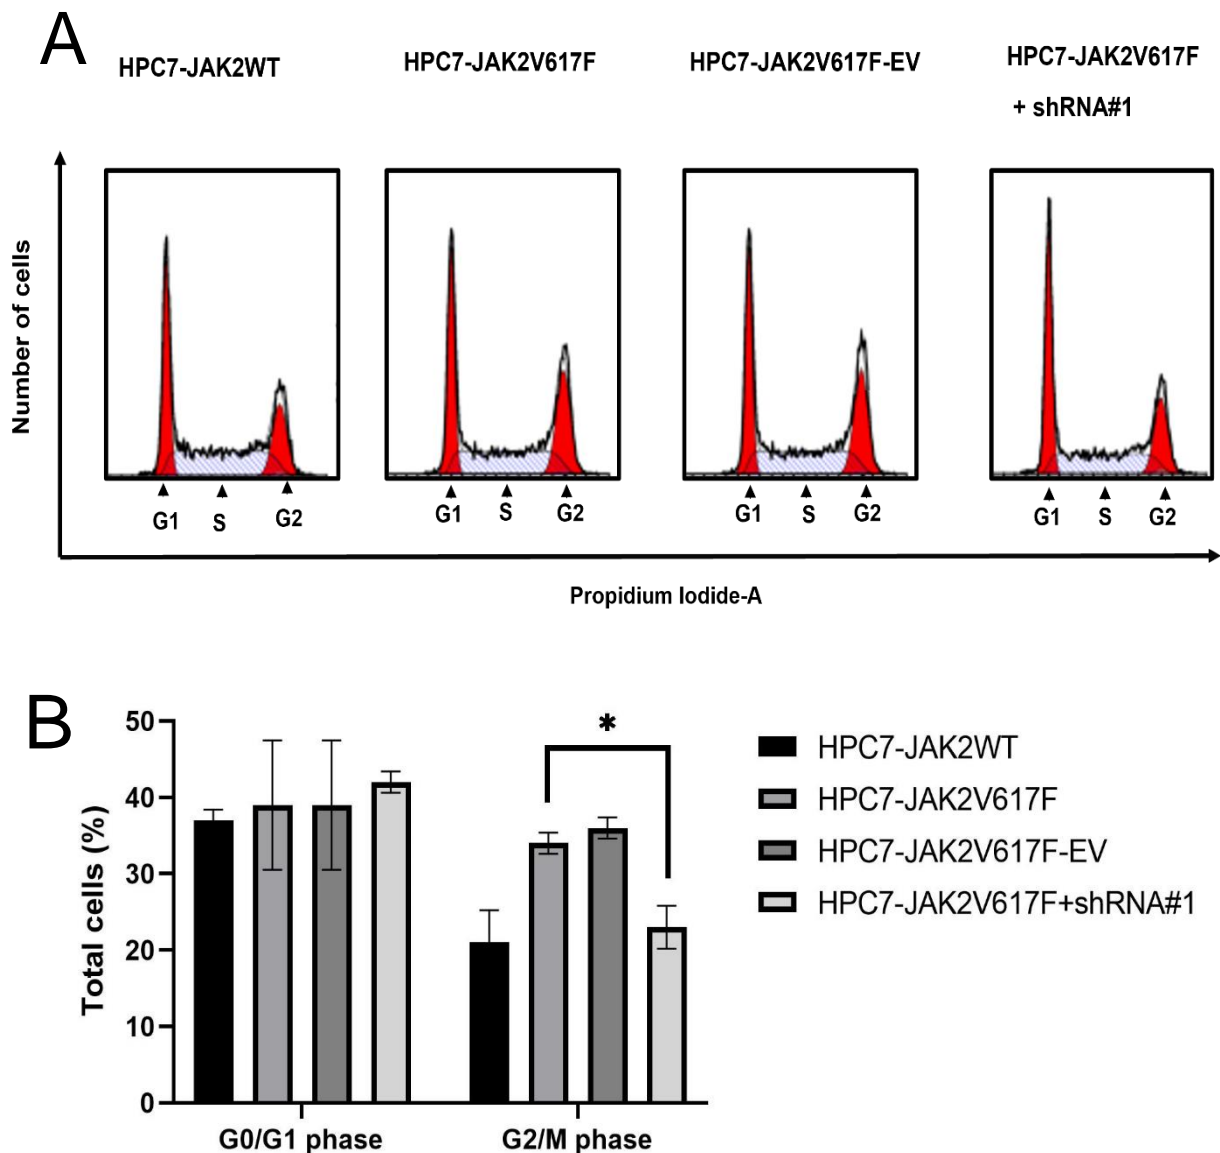 A
HPC7-JAK2WT
HPC7-JAK2V617F
HPC7-JAK2V617F-EV
HPC7-JAK2V617F
+ shRNA#1
Number of cells
G1 S G2
G1 S G2
G1 S G2
G1 S G2
Propidium Iodide-A
B
Total cells (%)
50
40
30
20
10
0
*
G0/G1 phase
G2/M phase
HPC7-JAK2WT
HPC7-JAK2V617F
HPC7-JAK2V617F-EV
HPC7-JAK2V617F+shRNA#1